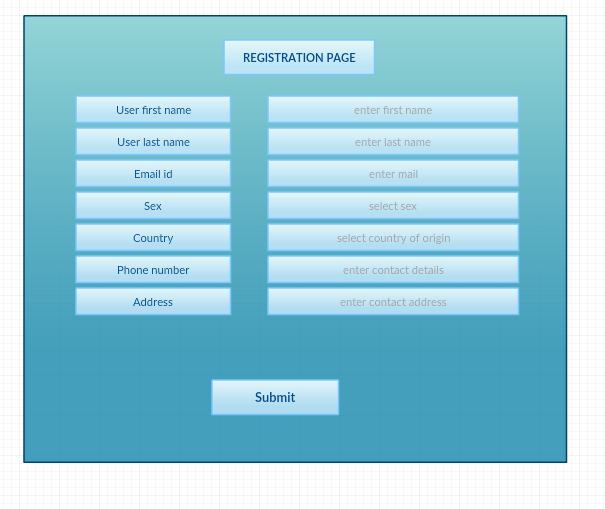 REGISTRATION PAGE
User first name enter first name
User last name enter last name
Email id enter mail
Sex select sex
Country select country of origin
Phone number enter contact details
Address enter contact address
Submit